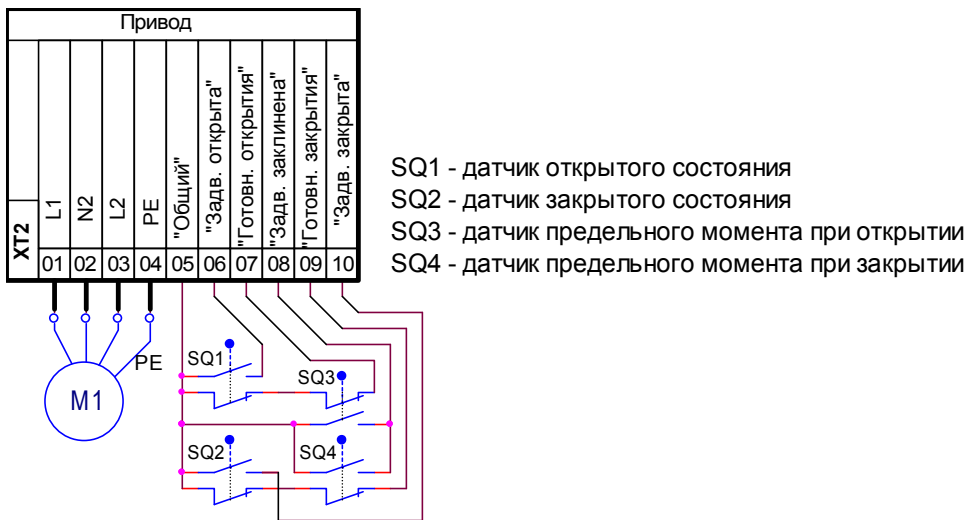 Привод
XT2
L1
N2
L2
PE
"Общий"
"Задв. открыта"
"Готовн. открытия"
"Задв. заклинена"
"Готовн. закрытия"
"Задв. закрыта"
01 02 03 04 05 06 07 08 09 10
SQ1 - датчик открытого состояния
SQ2 - датчик закрытого состояния
SQ3 - датчик предельного момента при открытии
SQ4 - датчик предельного момента при закрытии
PE
M1
SQ1
SQ3
SQ2
SQ4